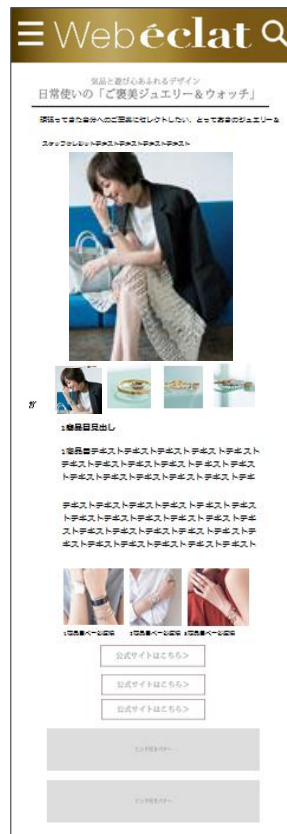 Web éclat
気品と遊び心あふれるデザイン
日常使いの「ご褒美ジュエリー＆ウォッチ」
頑張ってきた自分へのご褒美にセレクトしたい、とっておきのジュエリー＆
スタッフクレジットテキストテキストテキストテキスト
1商品目見出し
1商品目テキストテキストテキストテキストテキスト
テキストテキストテキストテキストテキストテキス
トテキストテキストテキストテキストテキストテキ
テキストテキストテキストテキストテキストテキス
トテキストテキストテキストテキストテキストテキ
ストテキストテキストテキストテキストテキストテ
キストテキストテキストテキストテキストテキスト
公式サイトはこちら＞
公式サイトはこちら＞
公式サイトはこちら＞